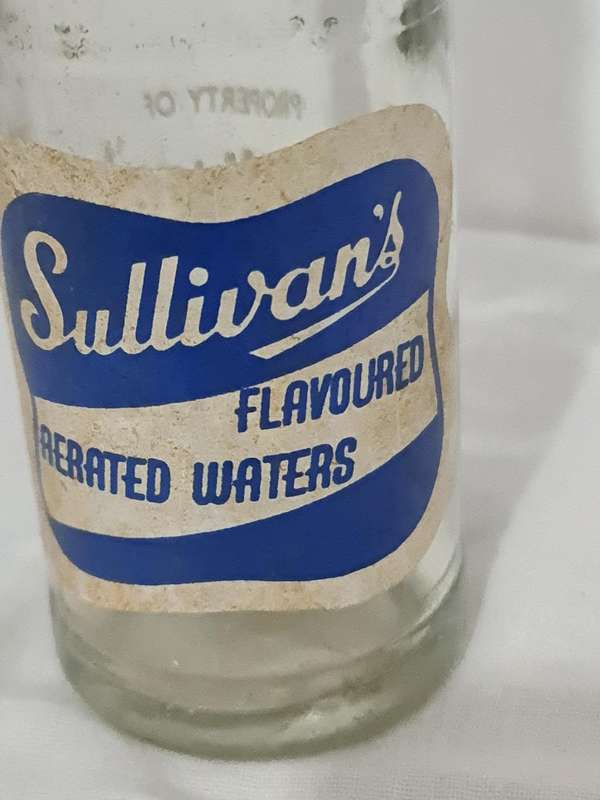 PROPERTY OF
Sullivan's
FLAVOURED
AERATED WATERS